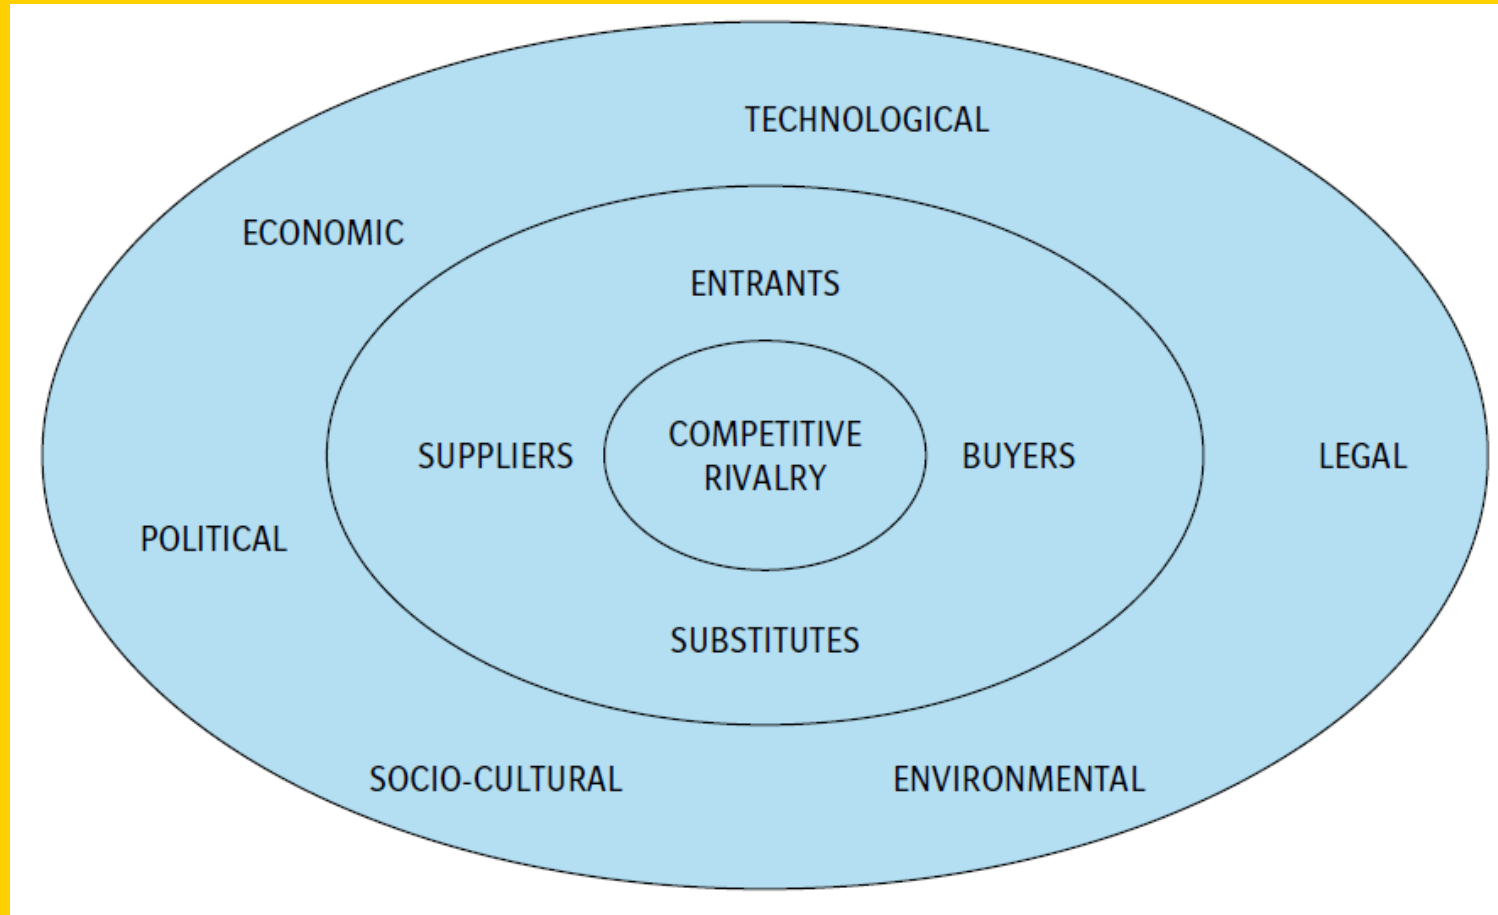 TECHNOLOGICAL
ECONOMIC
ENTRANTS
COMPETITIVE
RIVALRY
SUPPLIERS
BUYERS
LEGAL
POLITICAL
SUBSTITUTES
SOCIO-CULTURAL
ENVIRONMENTAL